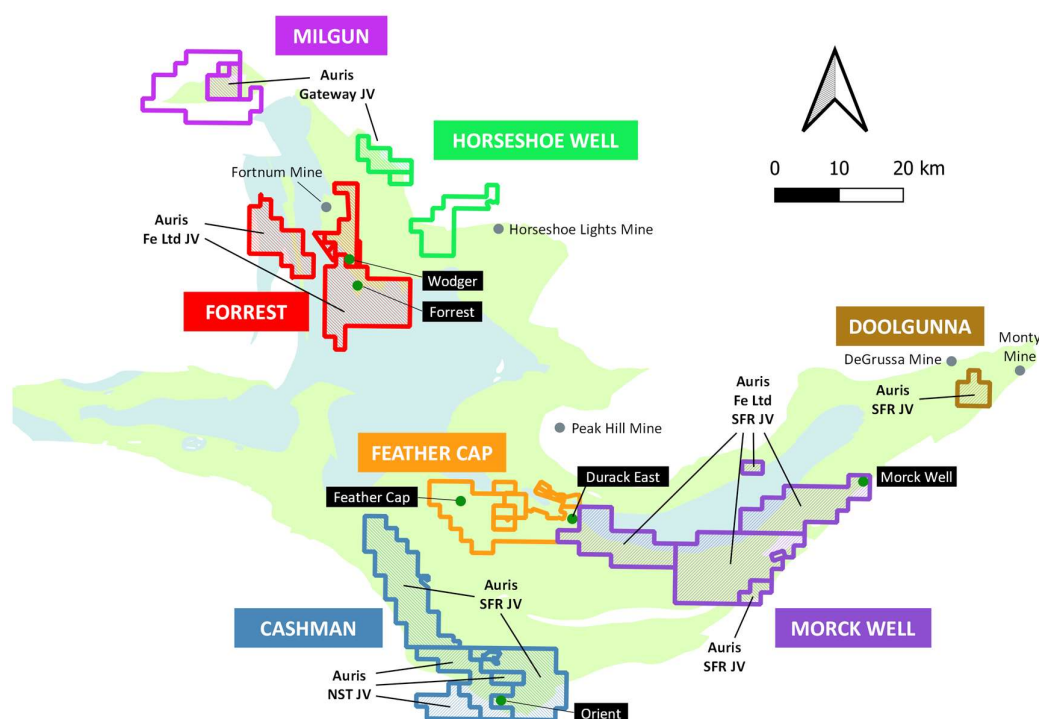 MILGUN
Auris
Gateway JV
HORSESHOE WELL
0 10 20 km
Fortnum Mine
Auris
Fe Ltd JV
Horseshoe Lights Mine
Wodger
FORREST
Forrest
DOOLGUNNA
Monty
Mine
DeGrussa Mine
Auris
Fe Ltd
SFR JV
Auris
SFR JV
Peak Hill Mine
FEATHER CAP
Durack East
Morck Well
Feather Cap
Auris
SFR JV
CASHMAN
MORCK WELL
Auris
SFR JV
Auris
NST JV
Orient